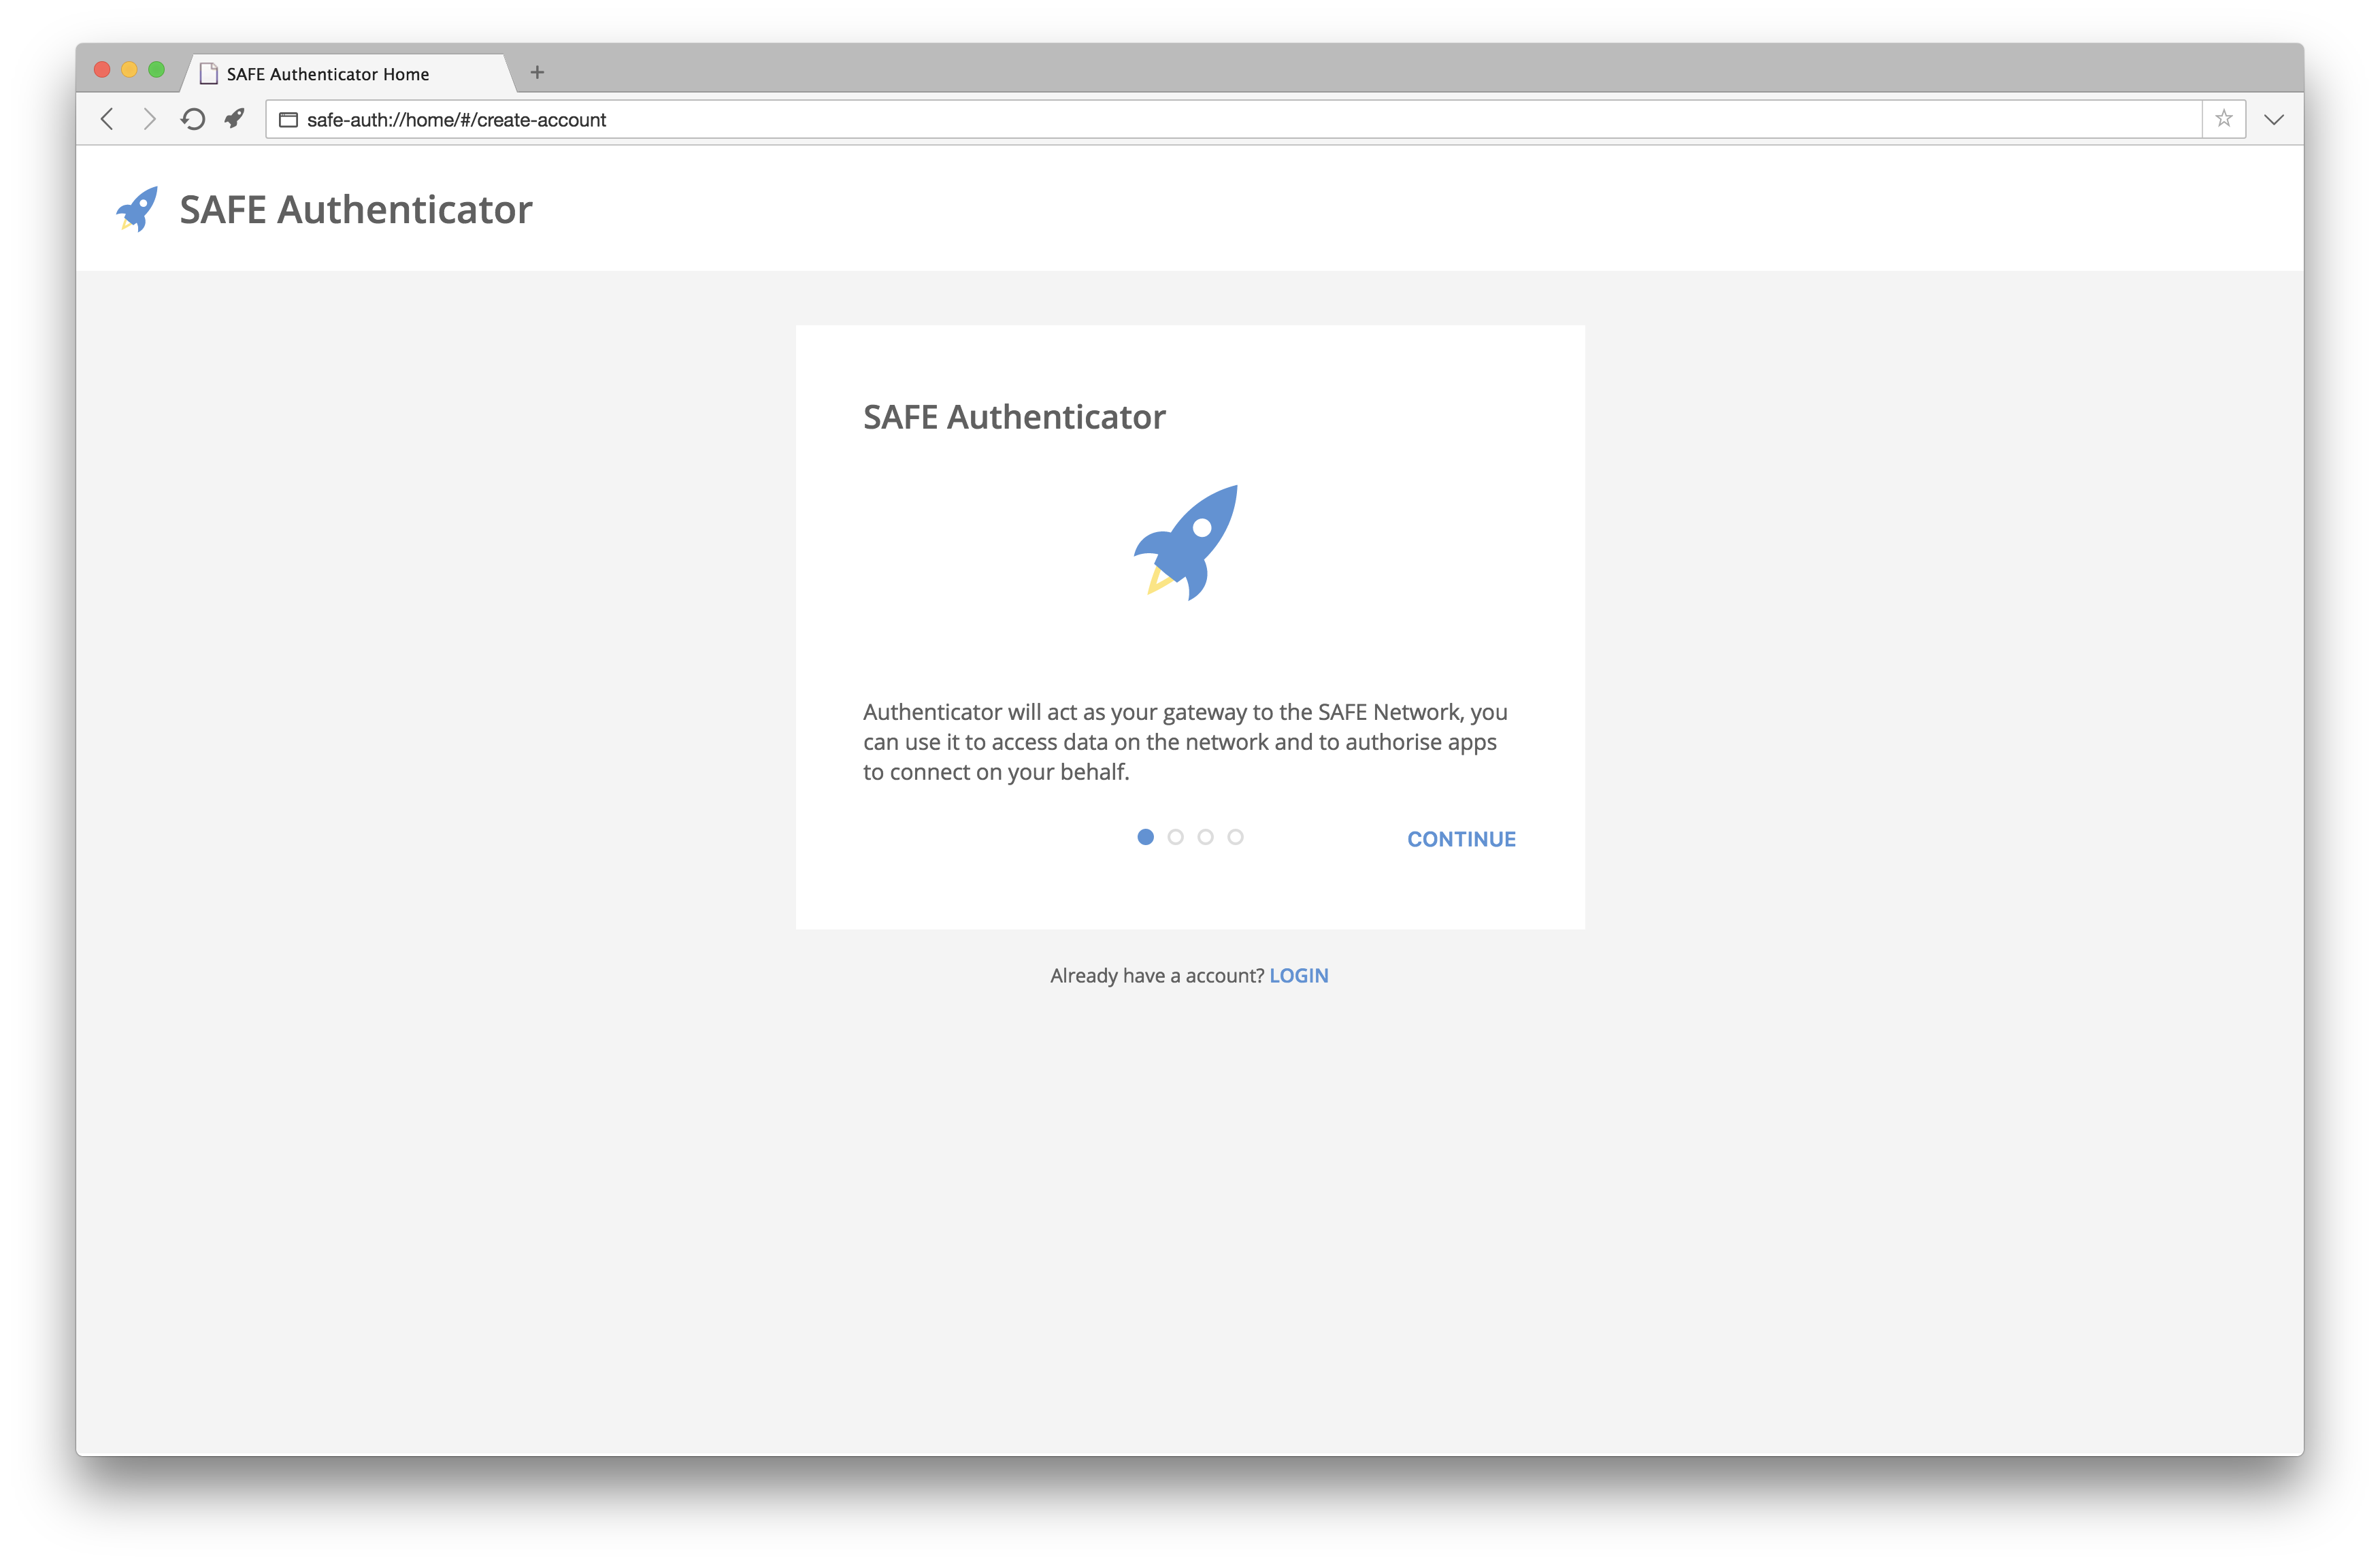 SAFE Authenticator Home
safe-auth://home/#/create-account
SAFE Authenticator
SAFE Authenticator
Authenticator will act as your gateway to the SAFE Network, you
can use it to access data on the network and to authorise apps
to connect on your behalf.
CONTINUE
Already have a account? LOGIN